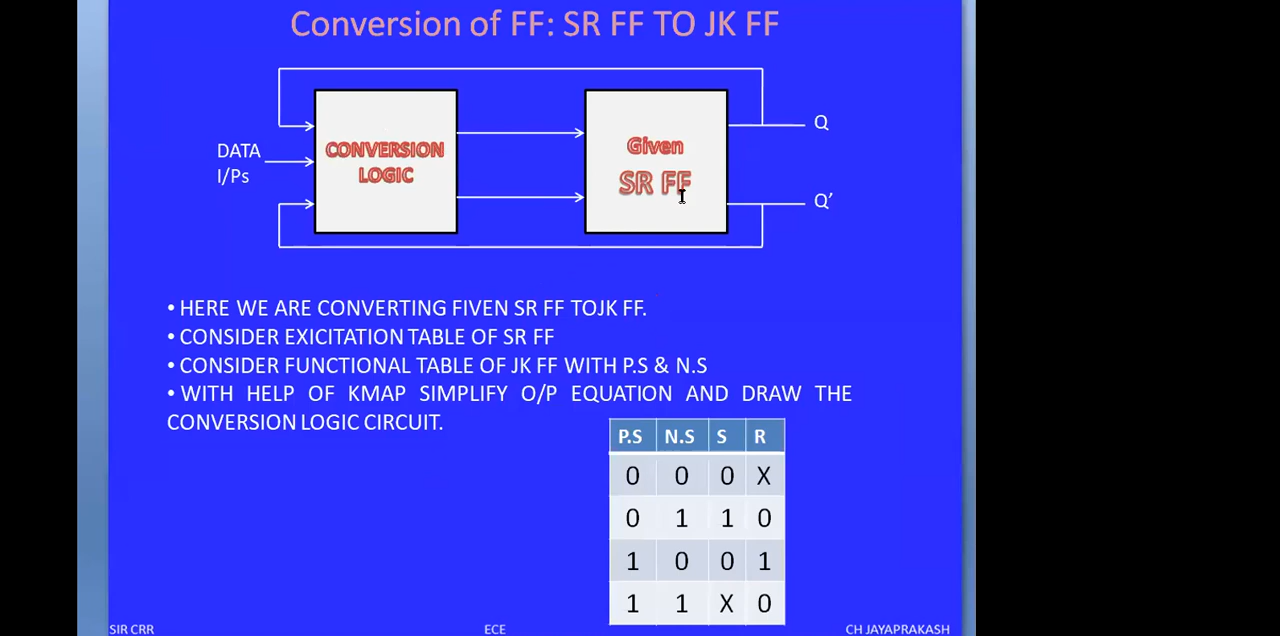 Conversion of FF: SR FF TO JK FF
DATA
I/Ps
CONVERSION
LOGIC
Given
SR FF
Q
Q’
• HERE WE ARE CONVERTING FIVEN SR FF TOJK FF.
• CONSIDER EXICITATION TABLE OF SR FF
• CONSIDER FUNCTIONAL TABLE OF JK FF WITH P.S & N.S
• WITH HELP OF KMAP SIMPLIFY O/P EQUATION AND DRAW THE
CONVERSION LOGIC CIRCUIT.
P.S N.S S R
0 0 0 X
0 1 1 0
1 0 0 1
1 1 X 0
SIR CRR ECE CH JAYAPRAKASH